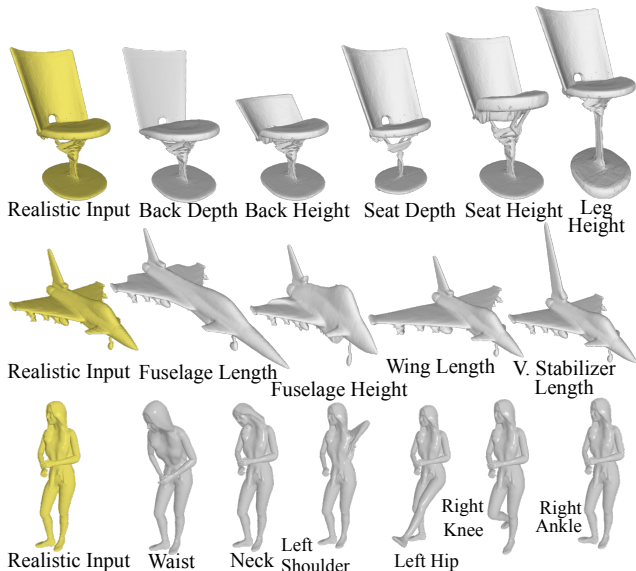 Realistic Input
Back Depth
Back Height
Seat Depth
Seat Height
Leg
Height
Realistic Input
Fuselage Length
Fuselage Height
Wing Length
V. Stabilizer
Length
Realistic Input
Waist
Neck
Left
Shoulder
Left Hip
Right
Knee
Right
Ankle